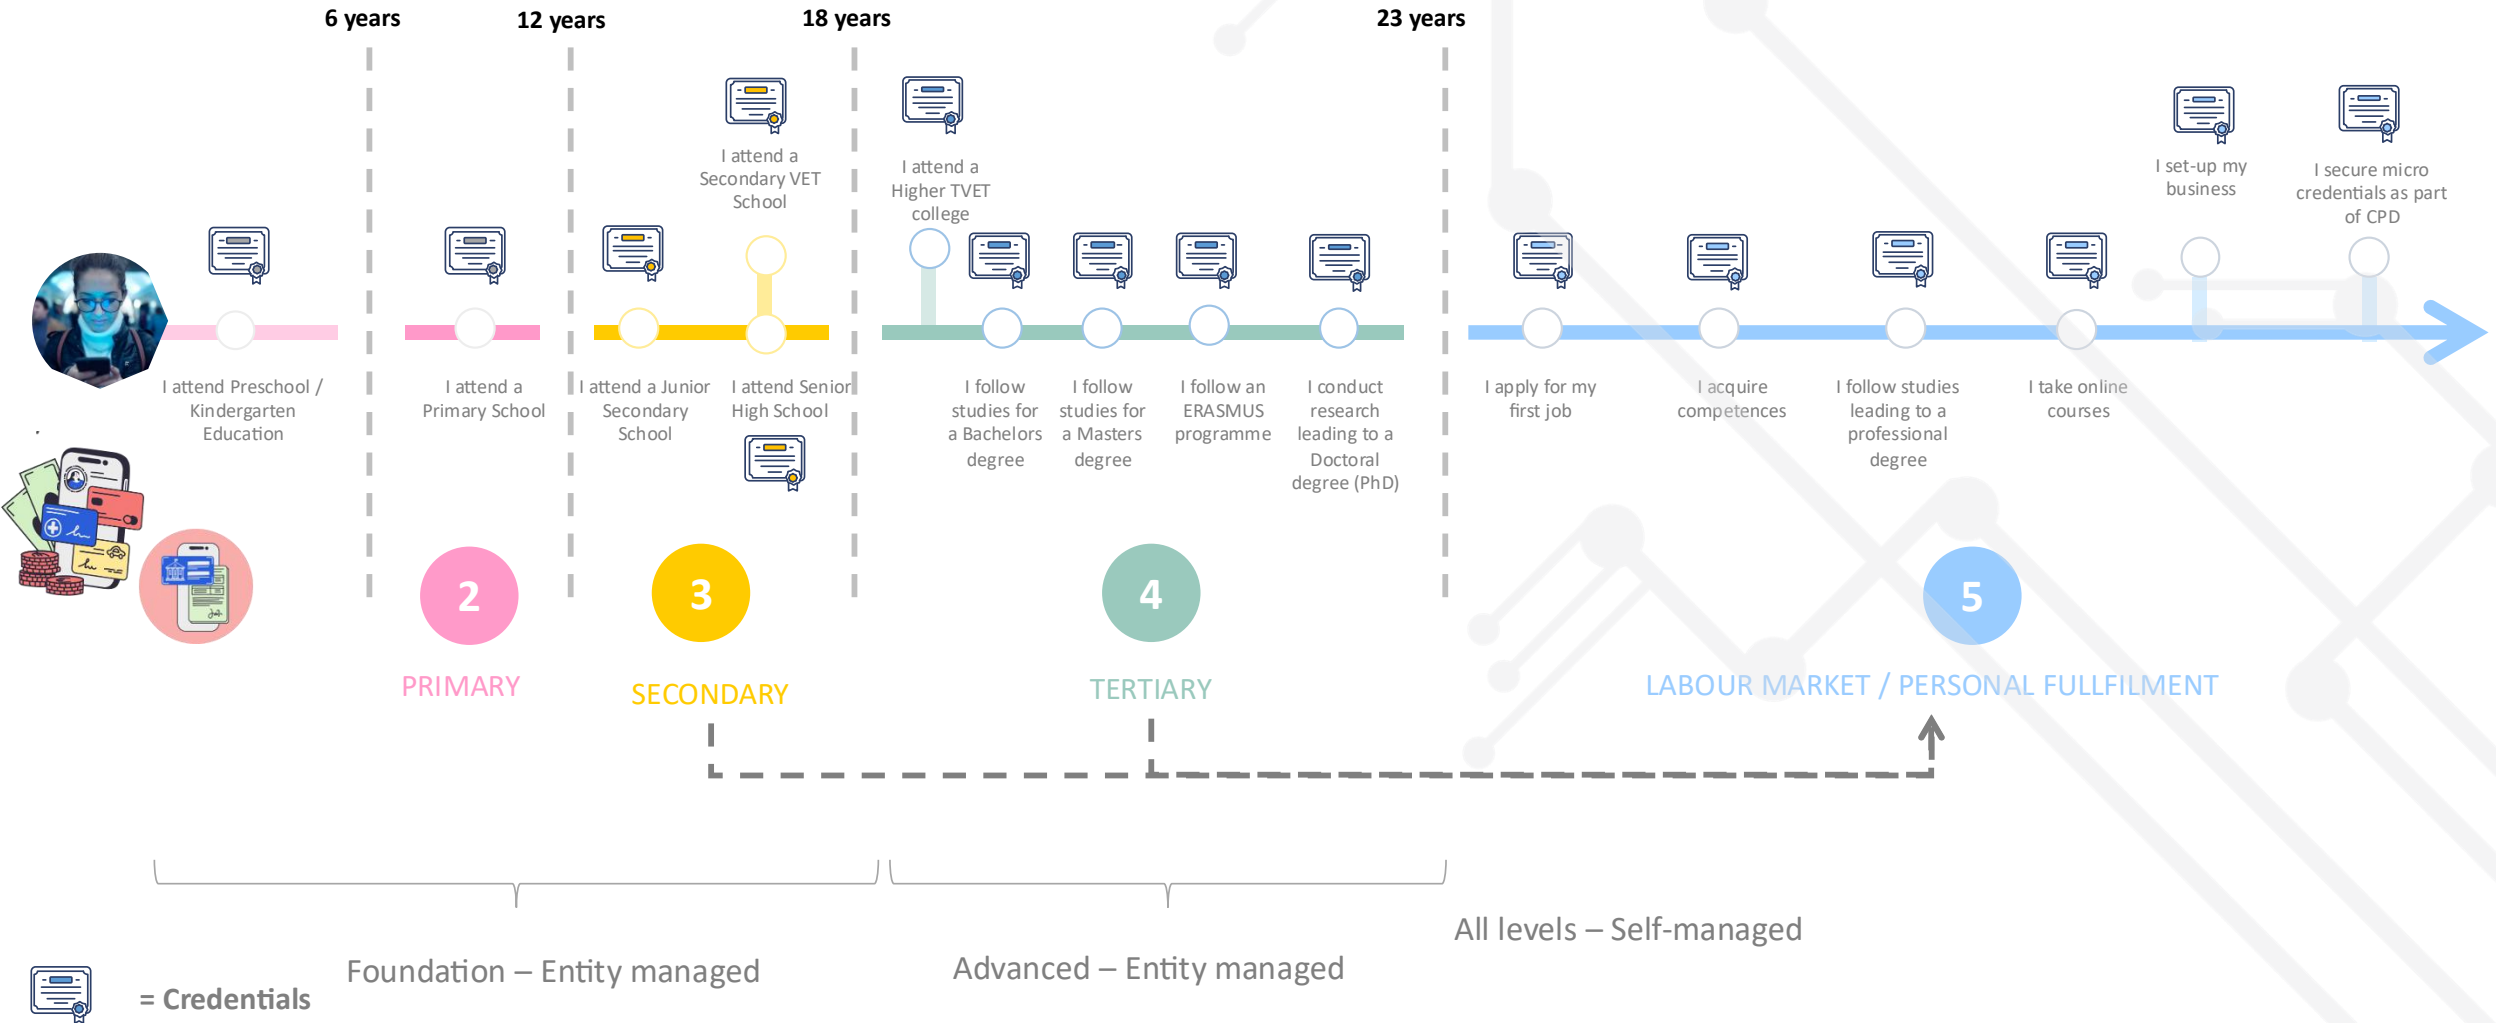 6 years
12 years
18 years
23 years
I attend a
Secondary VET
School
I attend a
Higher TVET
college
I set-up my
business
I secure micro
credentials as part
of CPD
I attend Preschool /
Kindergarten
Education
I attend a
Primary School
I attend a Junior
Secondary
School
I attend Senior
High School
I follow
studies for
a Bachelors
degree
I follow
studies for
a Masters
degree
I follow an
ERASMUS
programme
I conduct
research
leading to a
Doctoral
degree (PhD)
I apply for my
first job
I acquire
competences
I follow studies
leading to a
professional
degree
I take online
courses
2
3
4
5
PRIMARY
SECONDARY
TERTIARY
LABOUR MARKET / PERSONAL FULLFILMENT
Foundation – Entity managed
Advanced – Entity managed
All levels – Self-managed
= Credentials